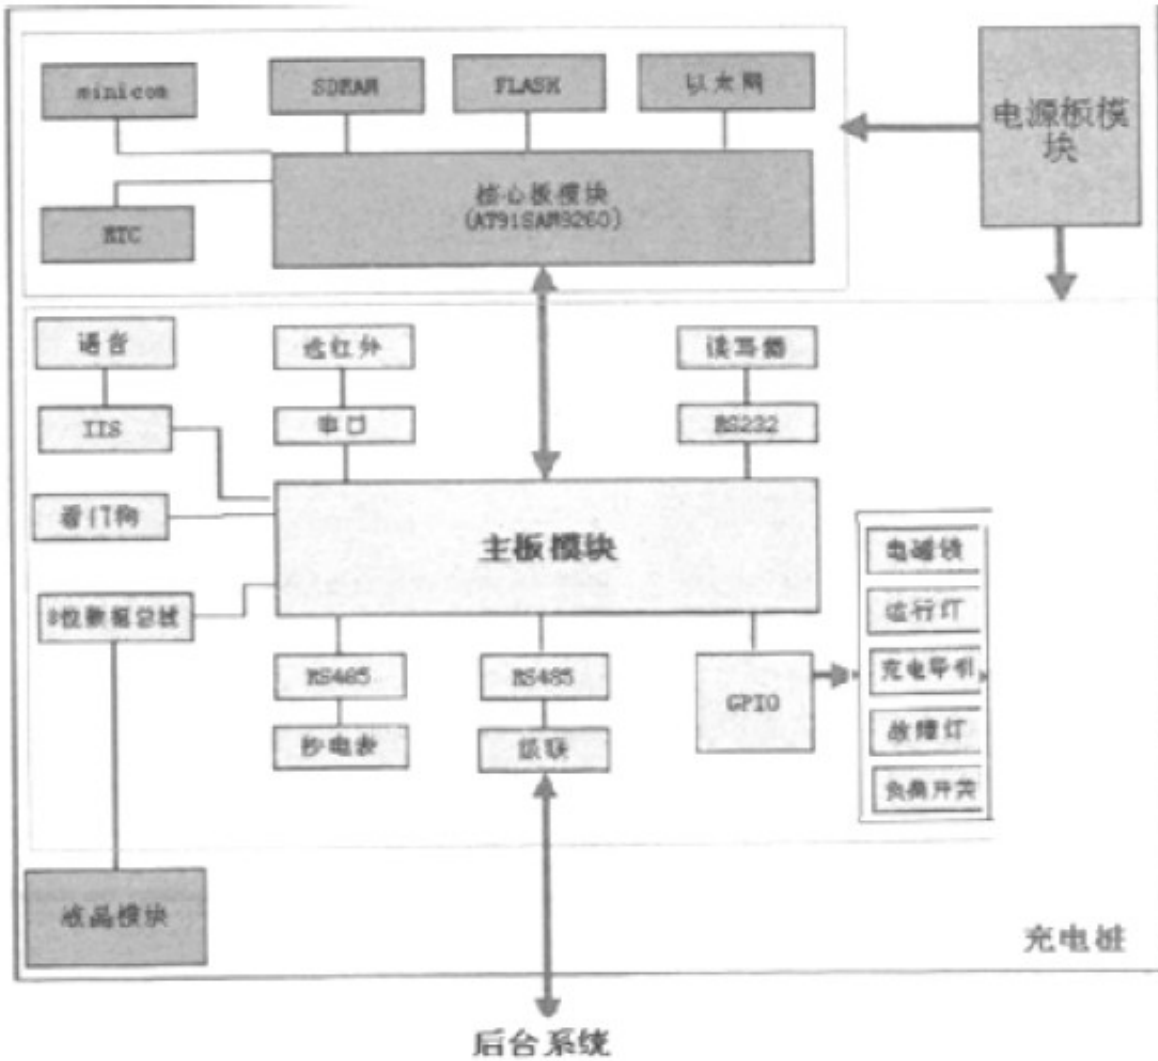 minicom
SDRAM
FLASH
以太网
电源板模
块
核心板模块
(AT91SAM9260)
RTC
语音
远红外
读写器
IIS
串口
RS232
看门狗
主板模块
电磁锁
8位数据总线
运行灯
RS485
RS485
GPIO
充电导引
抄电表
级联
故障灯
负荷开关
液晶模块
充电桩
后台系统